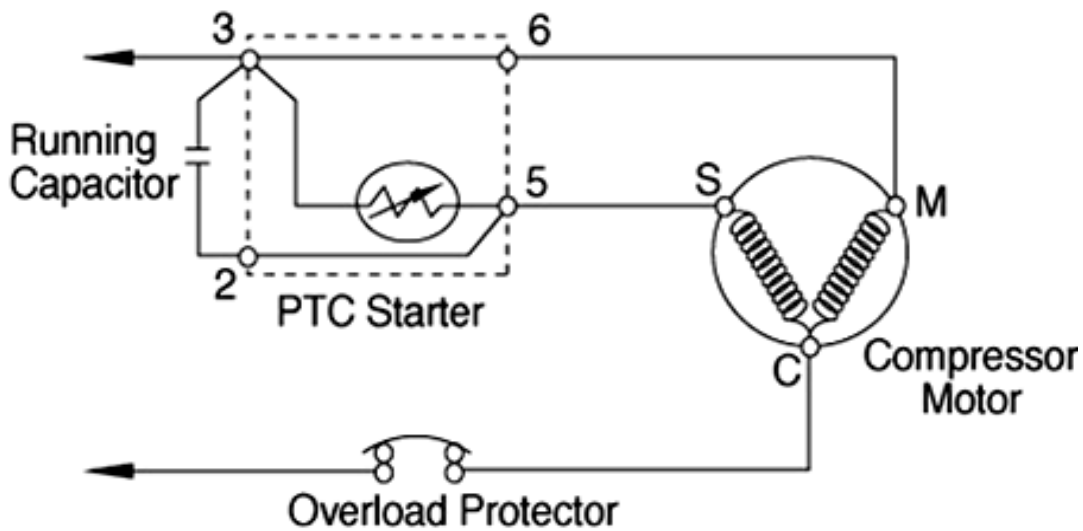 3
6
Running
Capacitor
5
S
M
2
PTC Starter
C
Compressor
Motor
Overload Protector